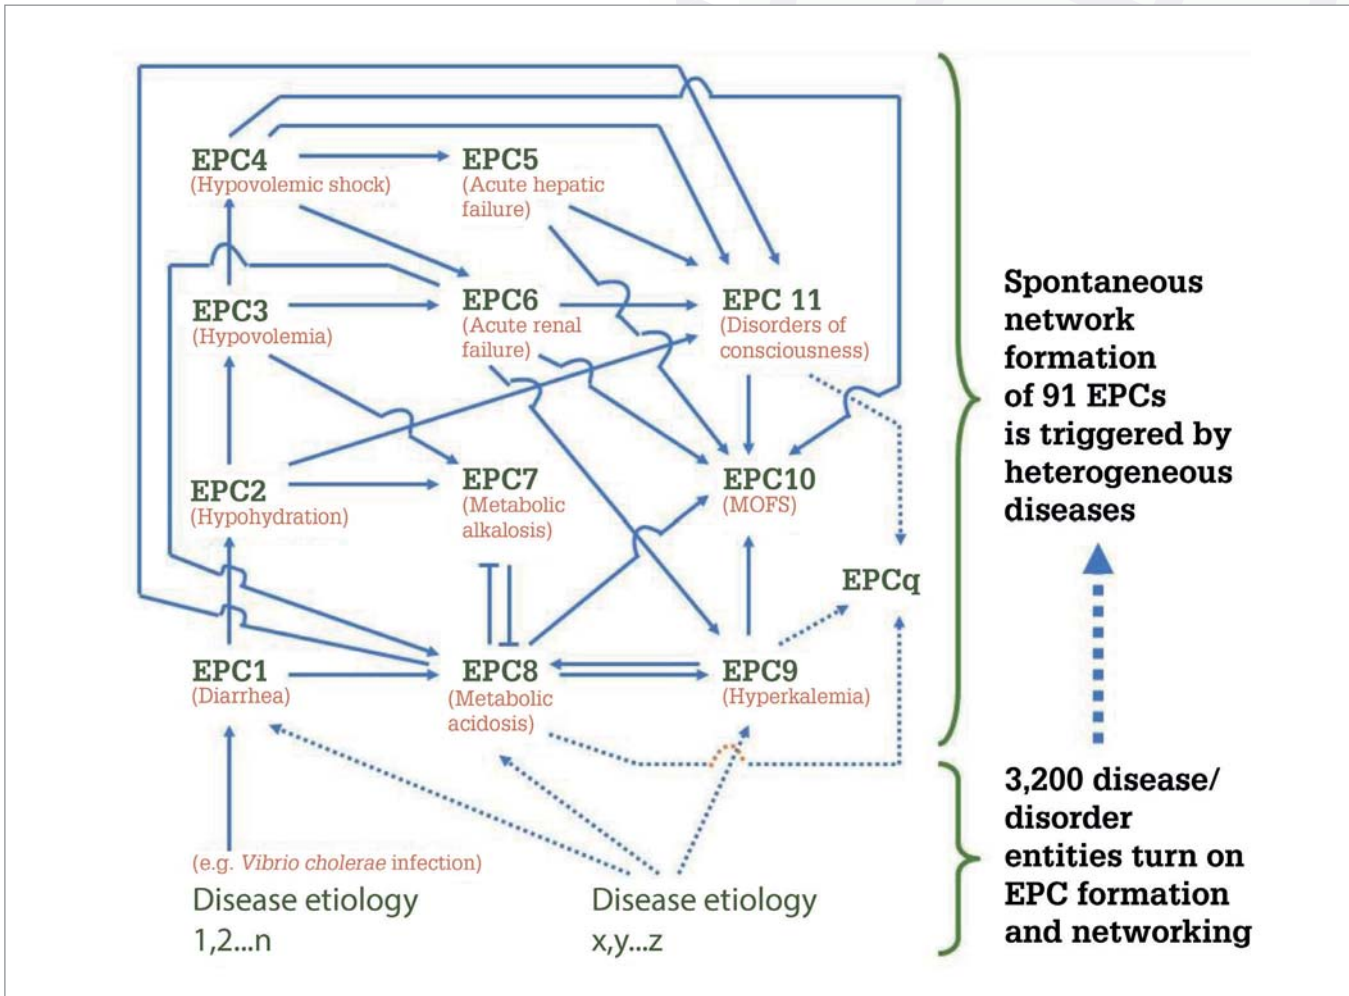 EPC4
(Hypovolemic shock)
EPC5
(Acute hepatic
failure)
EPC3
(Hypovolemia)
EPC6
(Acute renal
failure)
EPC 11
(Disorders of
consciousness)
EPC2
(Hypohydration)
EPC7
(Metabolic
alkalosis)
EPC10
(MOFS)
EPCq
EPC1
(Diarrhea)
EPC8
(Metabolic
acidosis)
EPC9
(Hyperkalemia)
(e.g. Vibrio cholerae infection)
Disease etiology
1,2...n
Disease etiology
x,y...z
Spontaneous
network
formation
of 91 EPCs
is triggered by
heterogeneous
diseases
3,200 disease/
disorder
entities turn on
EPC formation
and networking